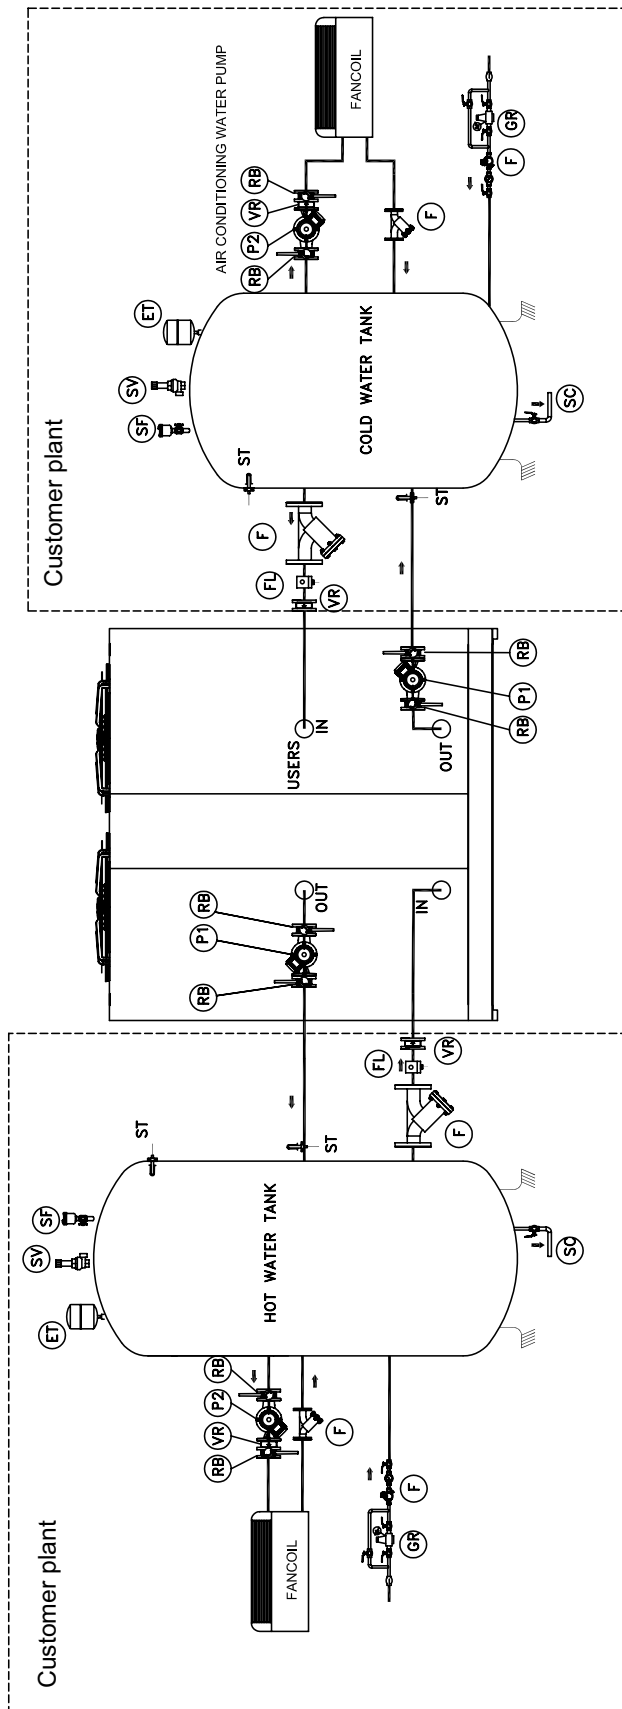 Customer plant
ET
SV
SF
ST
RB
VR
P2
RB
HOT WATER TANK
FANCOIL
F
ST
FL
VR
F
GR
F
SC
RB
P1
RB
OUT
IN
USERS
IN
OUT
RB
P1
RB
Customer plant
SF
SV
ET
ST
AIR CONDITIONING WATER PUMP
RB
P2
VR
RB
F
FL
VR
FANCOIL
COLD WATER TANK
F
ST
F
GR
SC